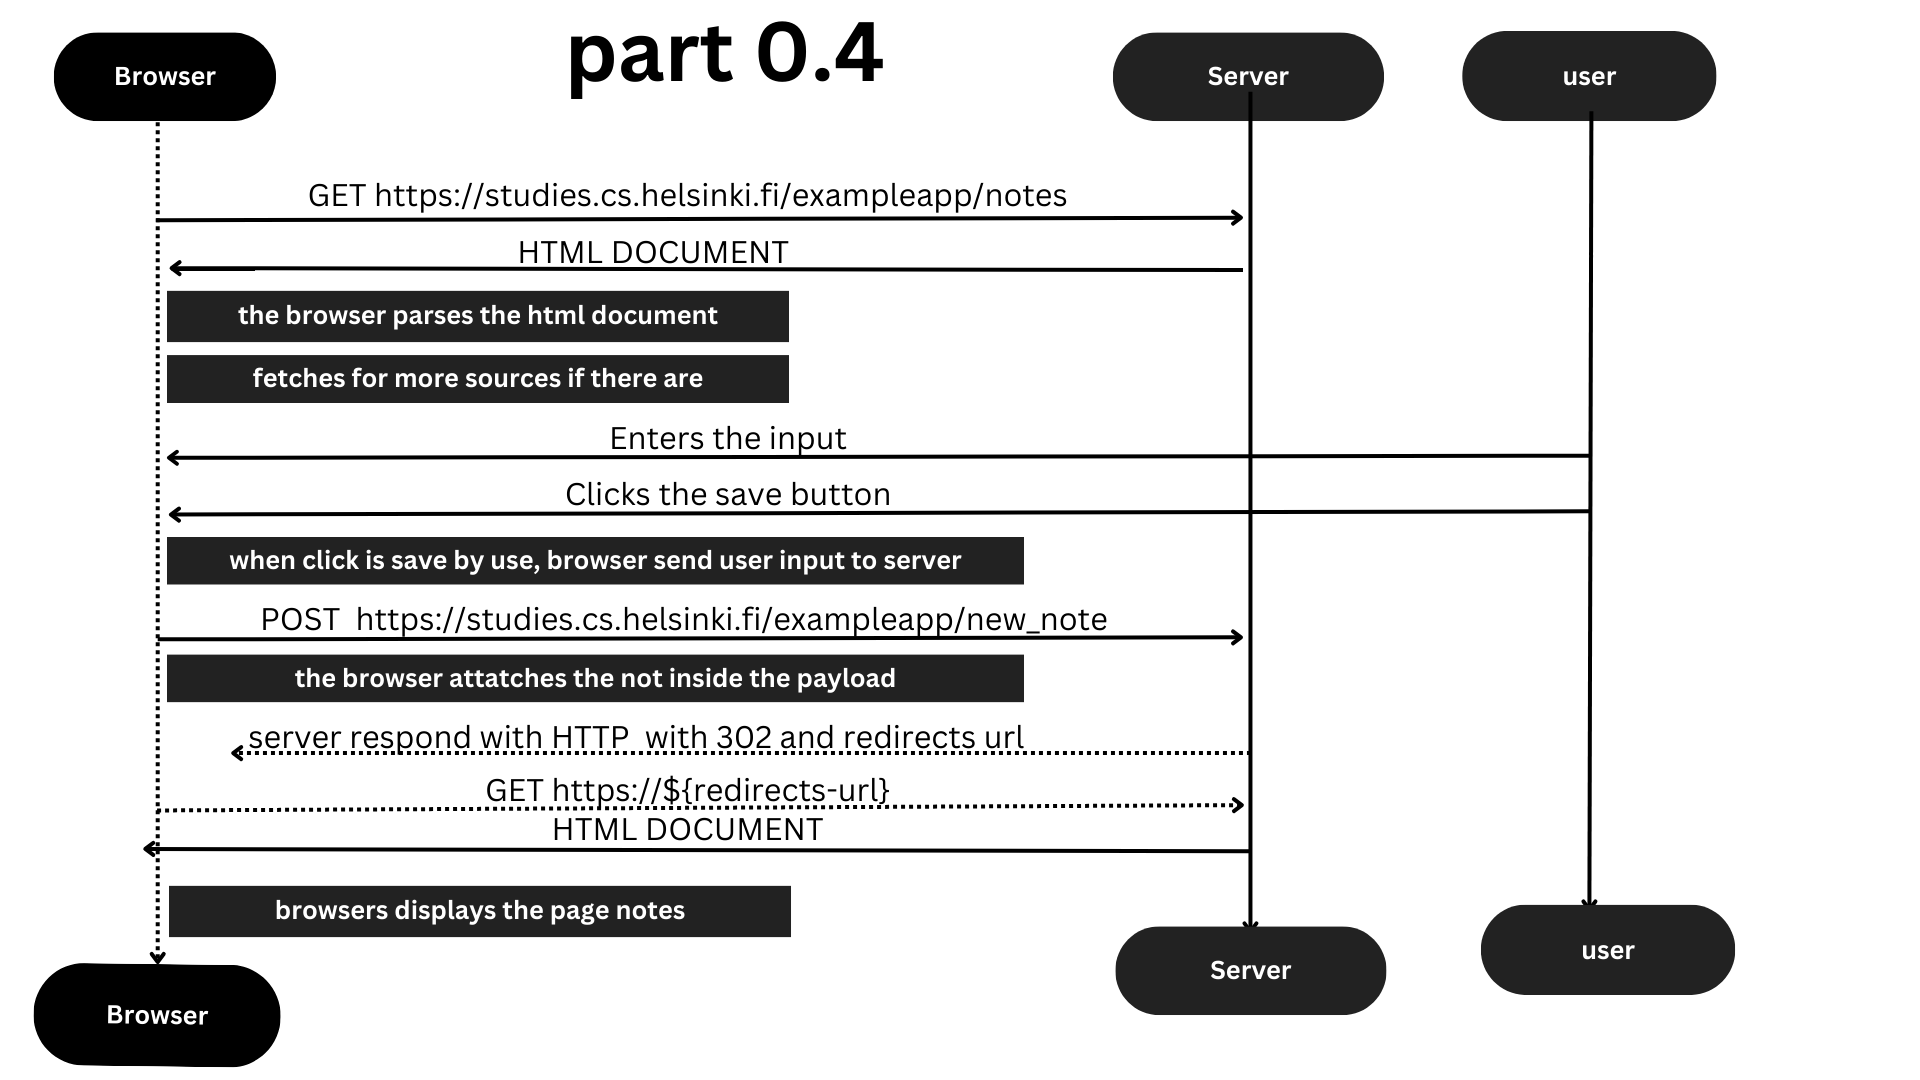 part 0.4
Browser
Server
user
GET https://studies.cs.helsinki.fi/exampleapp/notes
HTML DOCUMENT
the browser parses the html document
fetches for more sources if there are
Enters the input
Clicks the save button
when click is save by use, browser send user input to server
POST  https://studies.cs.helsinki.fi/exampleapp/new_note
the browser attatches the not inside the payload
server respond with HTTP  with 302 and redirects url
GET https://${redirects-url}
HTML DOCUMENT
browsers displays the page notes
Browser
Server
user